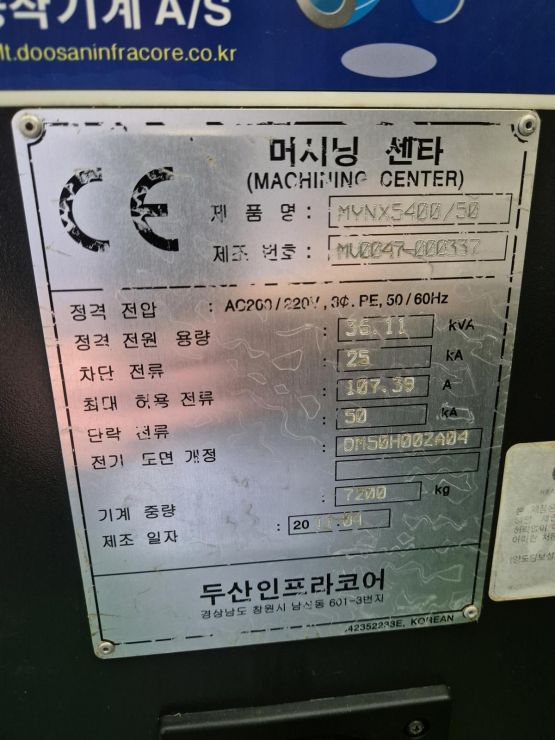 작기계 A/S
lt.doosaninfracore.co.kr
CE
머시닝 센타
(MACHINING CENTER)
제 품 명 : MYNX5400/50
제조 번호 : MV0047-000337
정격 전압 : AC200/220V, 3Φ, PE, 50/60Hz
정격 전원 용량 : 36.11 kVA
차단 전류 : 25 kA
최대 허용 전류 : 107.39 A
단락 전류 : 50 kA
전기 도면 개정 : DM50H00ZA04
기계 중량 : 7200 kg
제조 일자 : 20 11.04
두산인프라코어
경상남도 창원시 남산동 601-3번지
42352233E, KOREAN